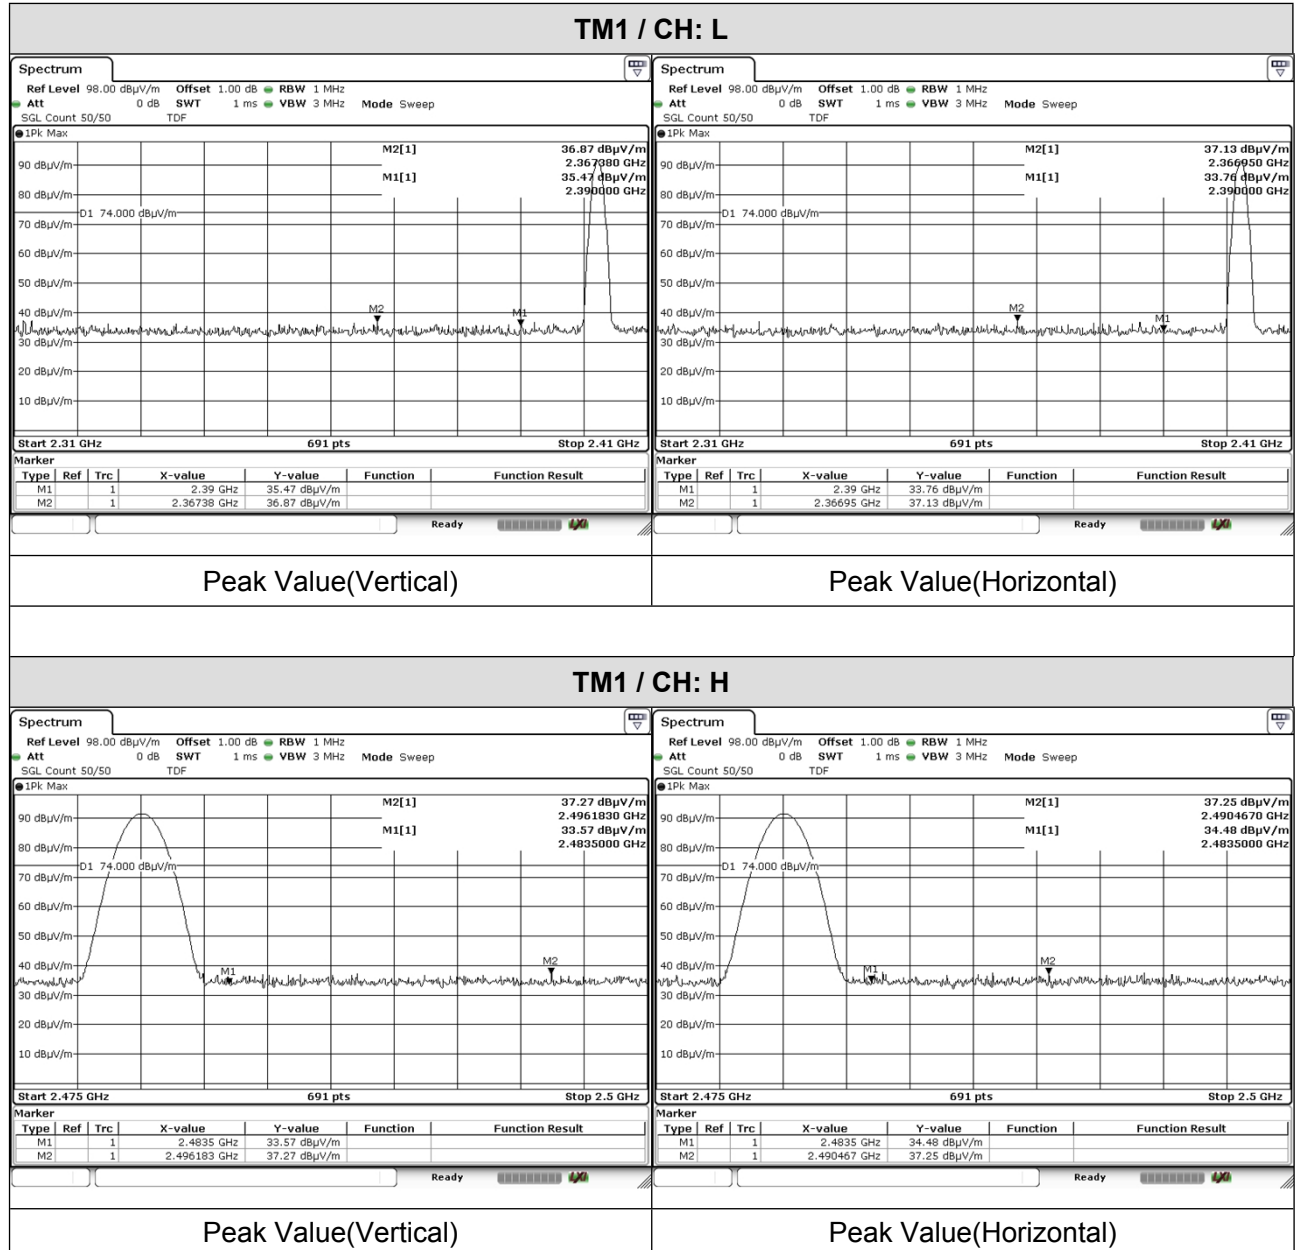 TM1 / CH: L
Spectrum
Ref Level 98.00 dBµV/m Offset 1.00 dB RBW 1 MHz
Att 0 dB SWT 1 ms VBW 3 MHz Mode Sweep
SGL Count 50/50 TDF
1Pk Max
M2[1] 36.87 dBµV/m
2.367380 GHz
M1[1] 35.47 dBµV/m
2.390000 GHz
90 dBµV/m
80 dBµV/m
D1 74.000 dBµV/m
70 dBµV/m
60 dBµV/m
50 dBµV/m
40 dBµV/m
M2
M1
30 dBµV/m
20 dBµV/m
10 dBµV/m
Start 2.31 GHz 691 pts Stop 2.41 GHz
Marker
Type Ref Trc X-value Y-value Function Function Result
M1 1 2.39 GHz 35.47 dBµV/m
M2 1 2.36738 GHz 36.87 dBµV/m
Ready LXI
Peak Value(Vertical)
Spectrum
Ref Level 98.00 dBµV/m Offset 1.00 dB RBW 1 MHz
Att 0 dB SWT 1 ms VBW 3 MHz Mode Sweep
SGL Count 50/50 TDF
1Pk Max
M2[1] 37.13 dBµV/m
2.366950 GHz
M1[1] 33.76 dBµV/m
2.390000 GHz
90 dBµV/m
80 dBµV/m
D1 74.000 dBµV/m
70 dBµV/m
60 dBµV/m
50 dBµV/m
40 dBµV/m
M2
M1
30 dBµV/m
20 dBµV/m
10 dBµV/m
Start 2.31 GHz 691 pts Stop 2.41 GHz
Marker
Type Ref Trc X-value Y-value Function Function Result
M1 1 2.39 GHz 33.76 dBµV/m
M2 1 2.36695 GHz 37.13 dBµV/m
Ready LXI
Peak Value(Horizontal)
TM1 / CH: H
Spectrum
Ref Level 98.00 dBµV/m Offset 1.00 dB RBW 1 MHz
Att 0 dB SWT 1 ms VBW 3 MHz Mode Sweep
SGL Count 50/50 TDF
1Pk Max
M2[1] 37.27 dBµV/m
2.4961830 GHz
M1[1] 33.57 dBµV/m
2.4835000 GHz
90 dBµV/m
80 dBµV/m
D1 74.000 dBµV/m
70 dBµV/m
60 dBµV/m
50 dBµV/m
40 dBµV/m
M1
M2
30 dBµV/m
20 dBµV/m
10 dBµV/m
Start 2.475 GHz 691 pts Stop 2.5 GHz
Marker
Type Ref Trc X-value Y-value Function Function Result
M1 1 2.4835 GHz 33.57 dBµV/m
M2 1 2.496183 GHz 37.27 dBµV/m
Ready LXI
Peak Value(Vertical)
Spectrum
Ref Level 98.00 dBµV/m Offset 1.00 dB RBW 1 MHz
Att 0 dB SWT 1 ms VBW 3 MHz Mode Sweep
SGL Count 50/50 TDF
1Pk Max
M2[1] 37.25 dBµV/m
2.4904670 GHz
M1[1] 34.48 dBµV/m
2.4835000 GHz
90 dBµV/m
80 dBµV/m
D1 74.000 dBµV/m
70 dBµV/m
60 dBµV/m
50 dBµV/m
40 dBµV/m
M1
M2
30 dBµV/m
20 dBµV/m
10 dBµV/m
Start 2.475 GHz 691 pts Stop 2.5 GHz
Marker
Type Ref Trc X-value Y-value Function Function Result
M1 1 2.4835 GHz 34.48 dBµV/m
M2 1 2.490467 GHz 37.25 dBµV/m
Ready LXI
Peak Value(Horizontal)